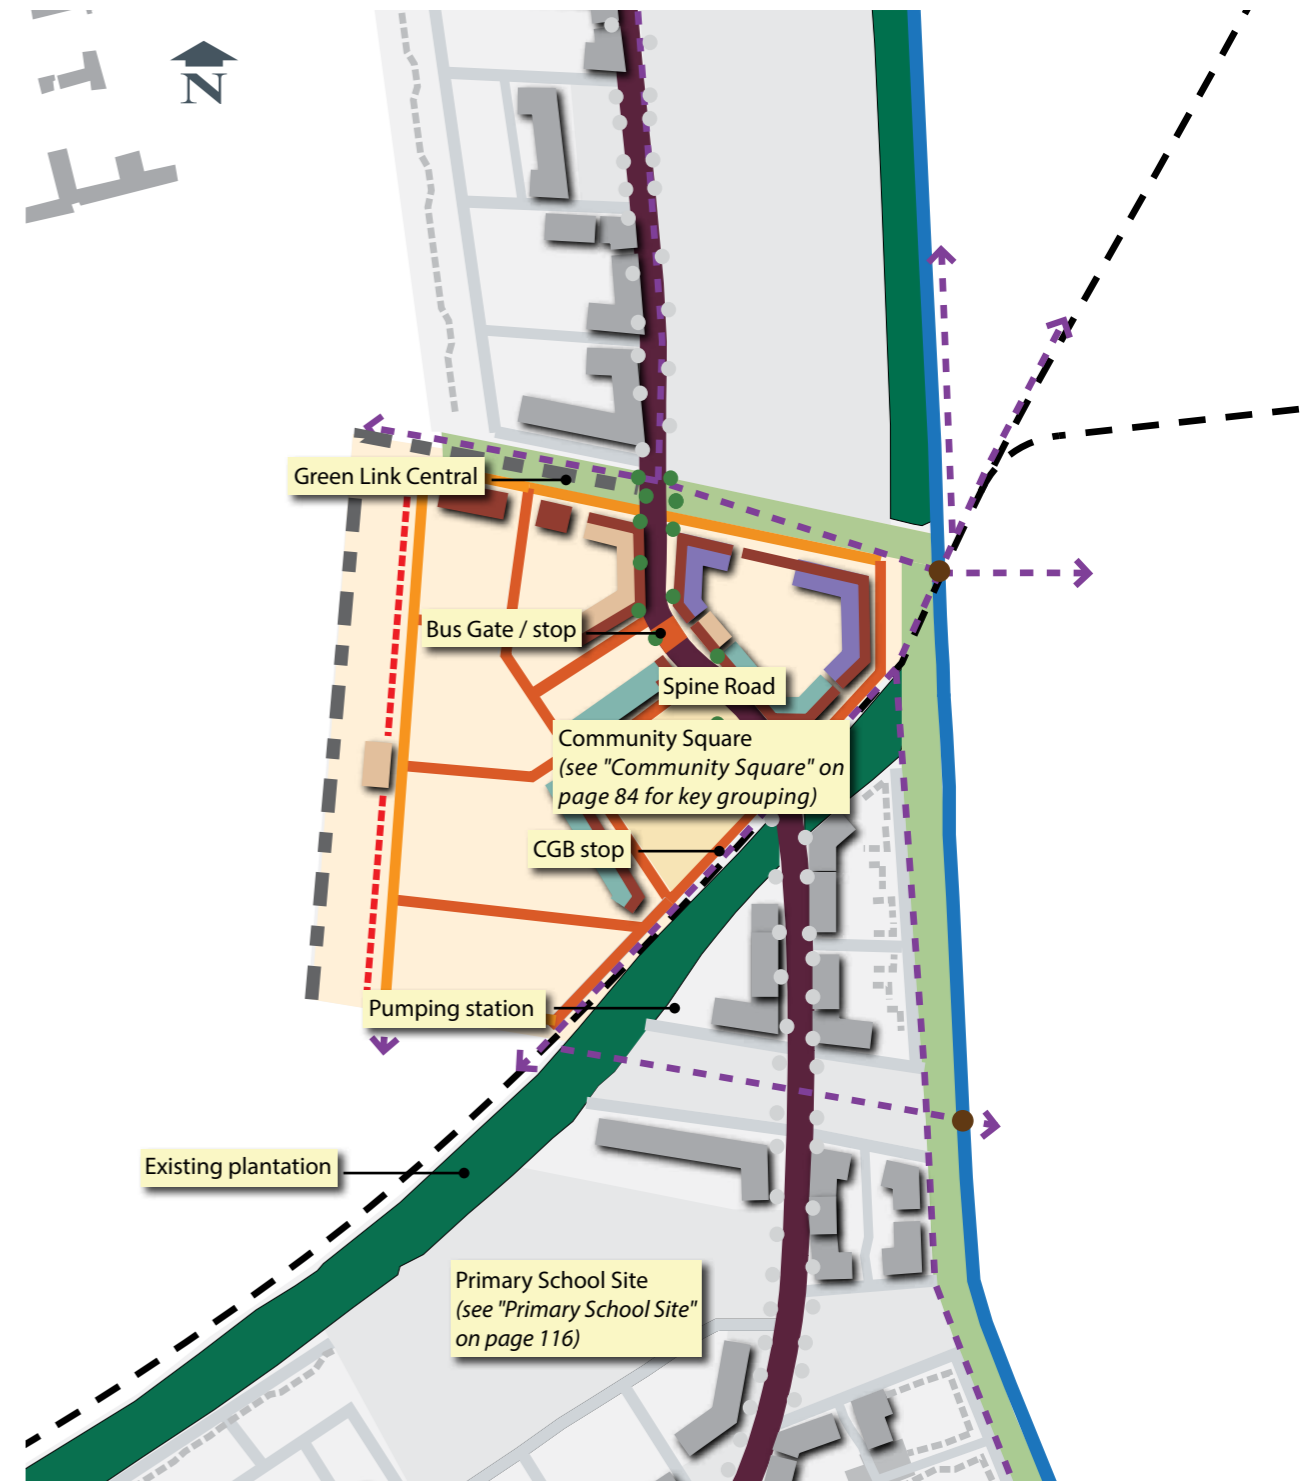 N
Green Link Central
Bus Gate / stop
Spine Road
Community Square
(see "Community Square" on
page 84 for key grouping)
CGB stop
Pumping station
Existing plantation
Primary School Site
(see "Primary School Site"
on page 116)